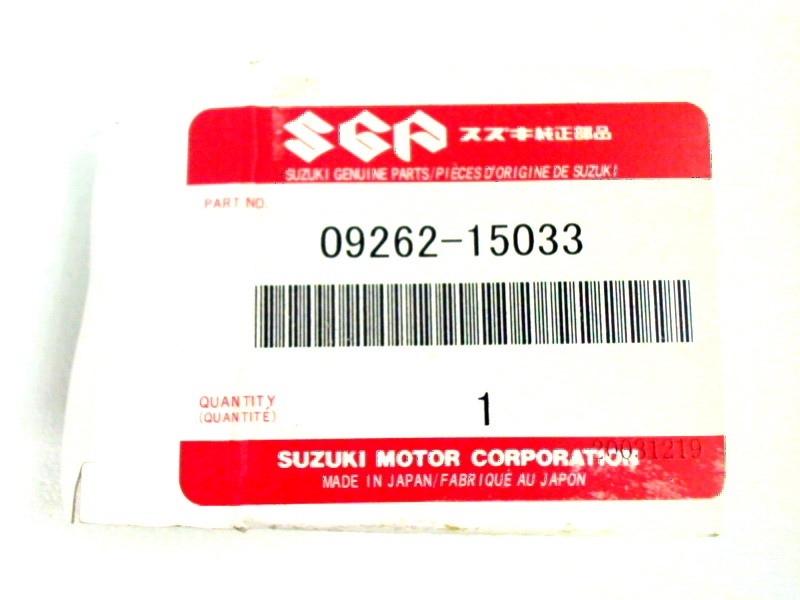 SGP スズキ純正部品
SUZUKI GENUINE PARTS/PIÈCES D'ORIGINE DE SUZUKI
PART NO.
09262-15033
QUANTITY 1
(QUANTITÉ)
20031219
SUZUKI MOTOR CORPORATION
MADE IN JAPAN/FABRIQUÉ AU JAPON